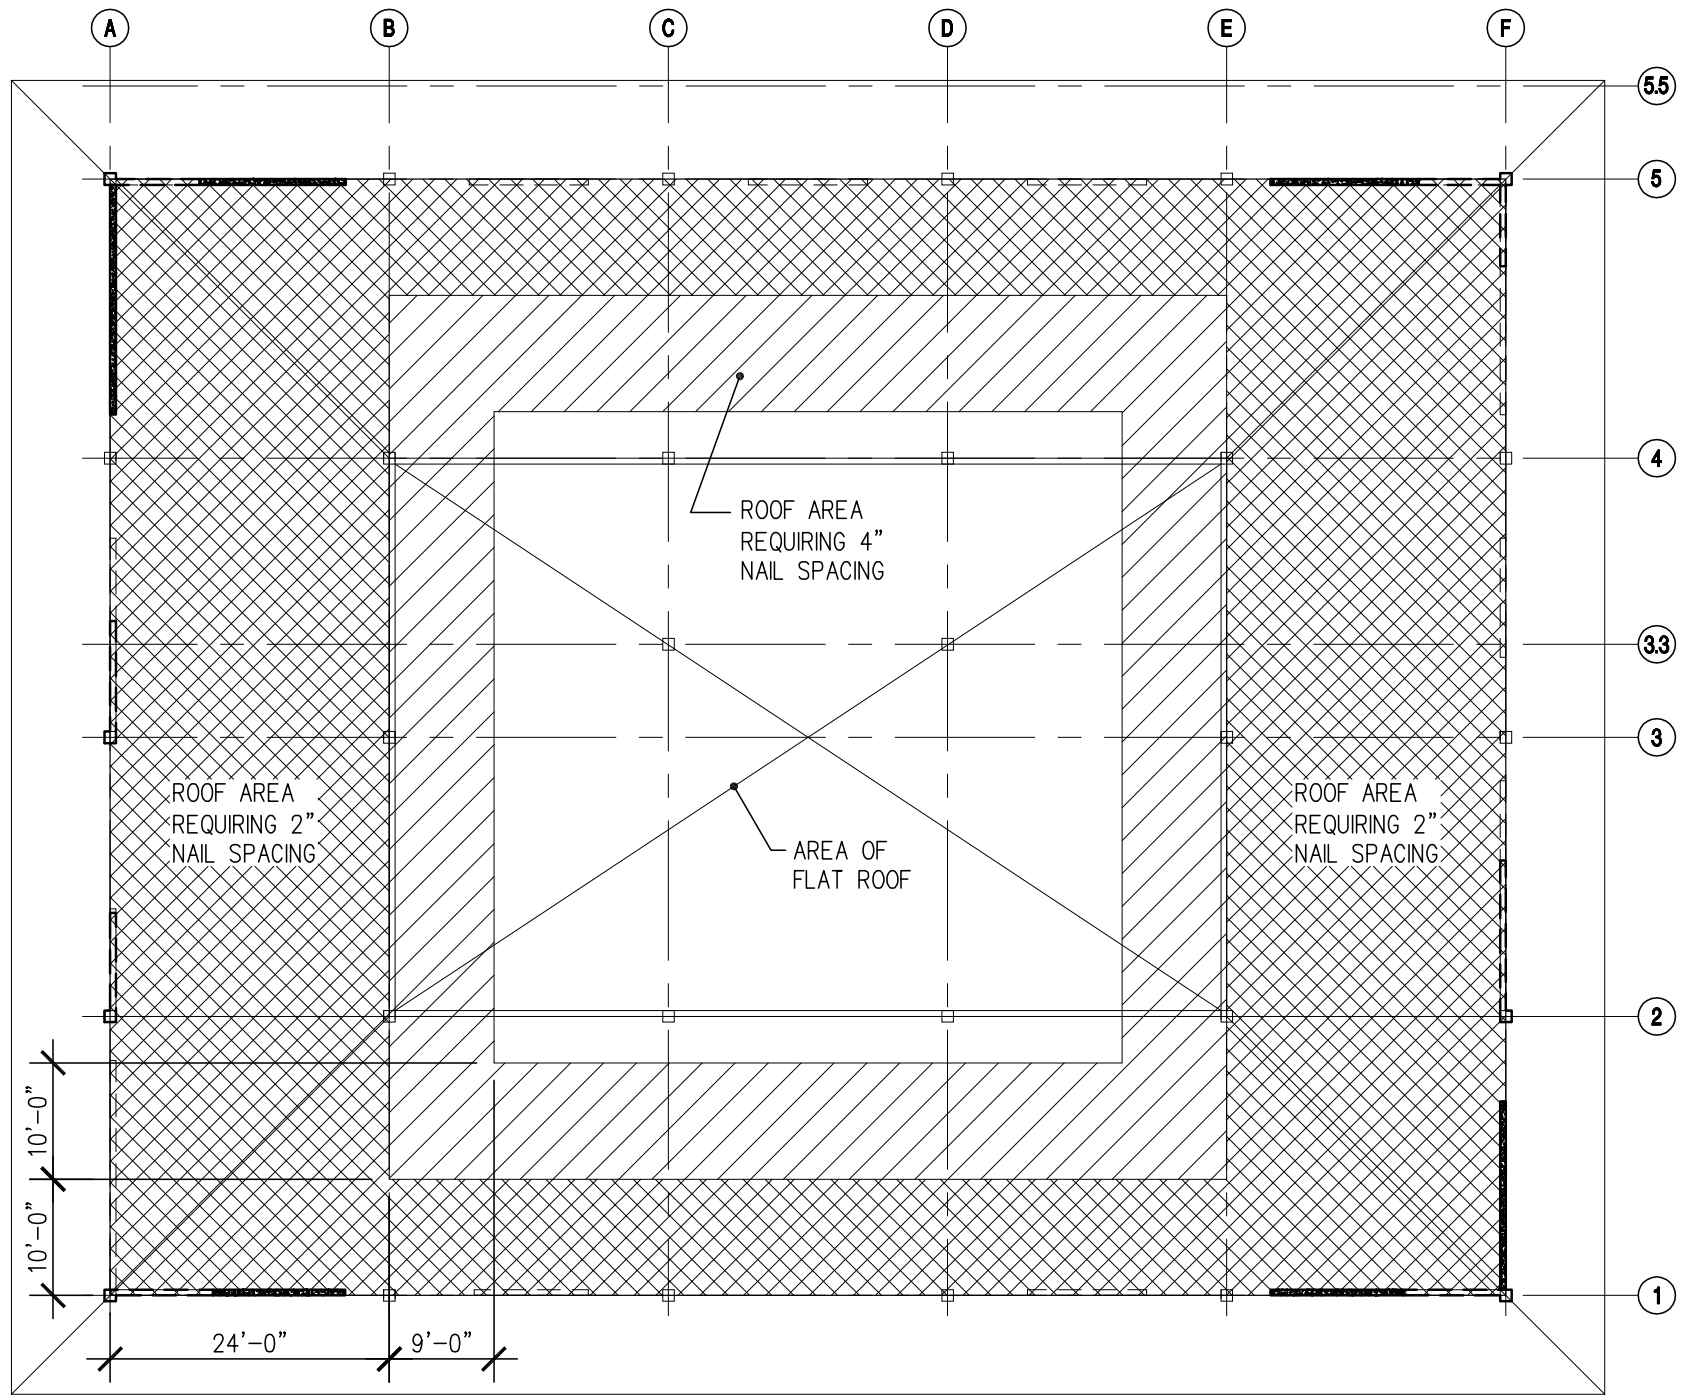 A B C D E F
5.5
5
4
ROOF AREA
REQUIRING 4"
NAIL SPACING
3.3
3
ROOF AREA
REQUIRING 2"
NAIL SPACING
ROOF AREA
REQUIRING 2"
NAIL SPACING
AREA OF
FLAT ROOF
2
10'-0"
10'-0"
1
24'-0" 9'-0"